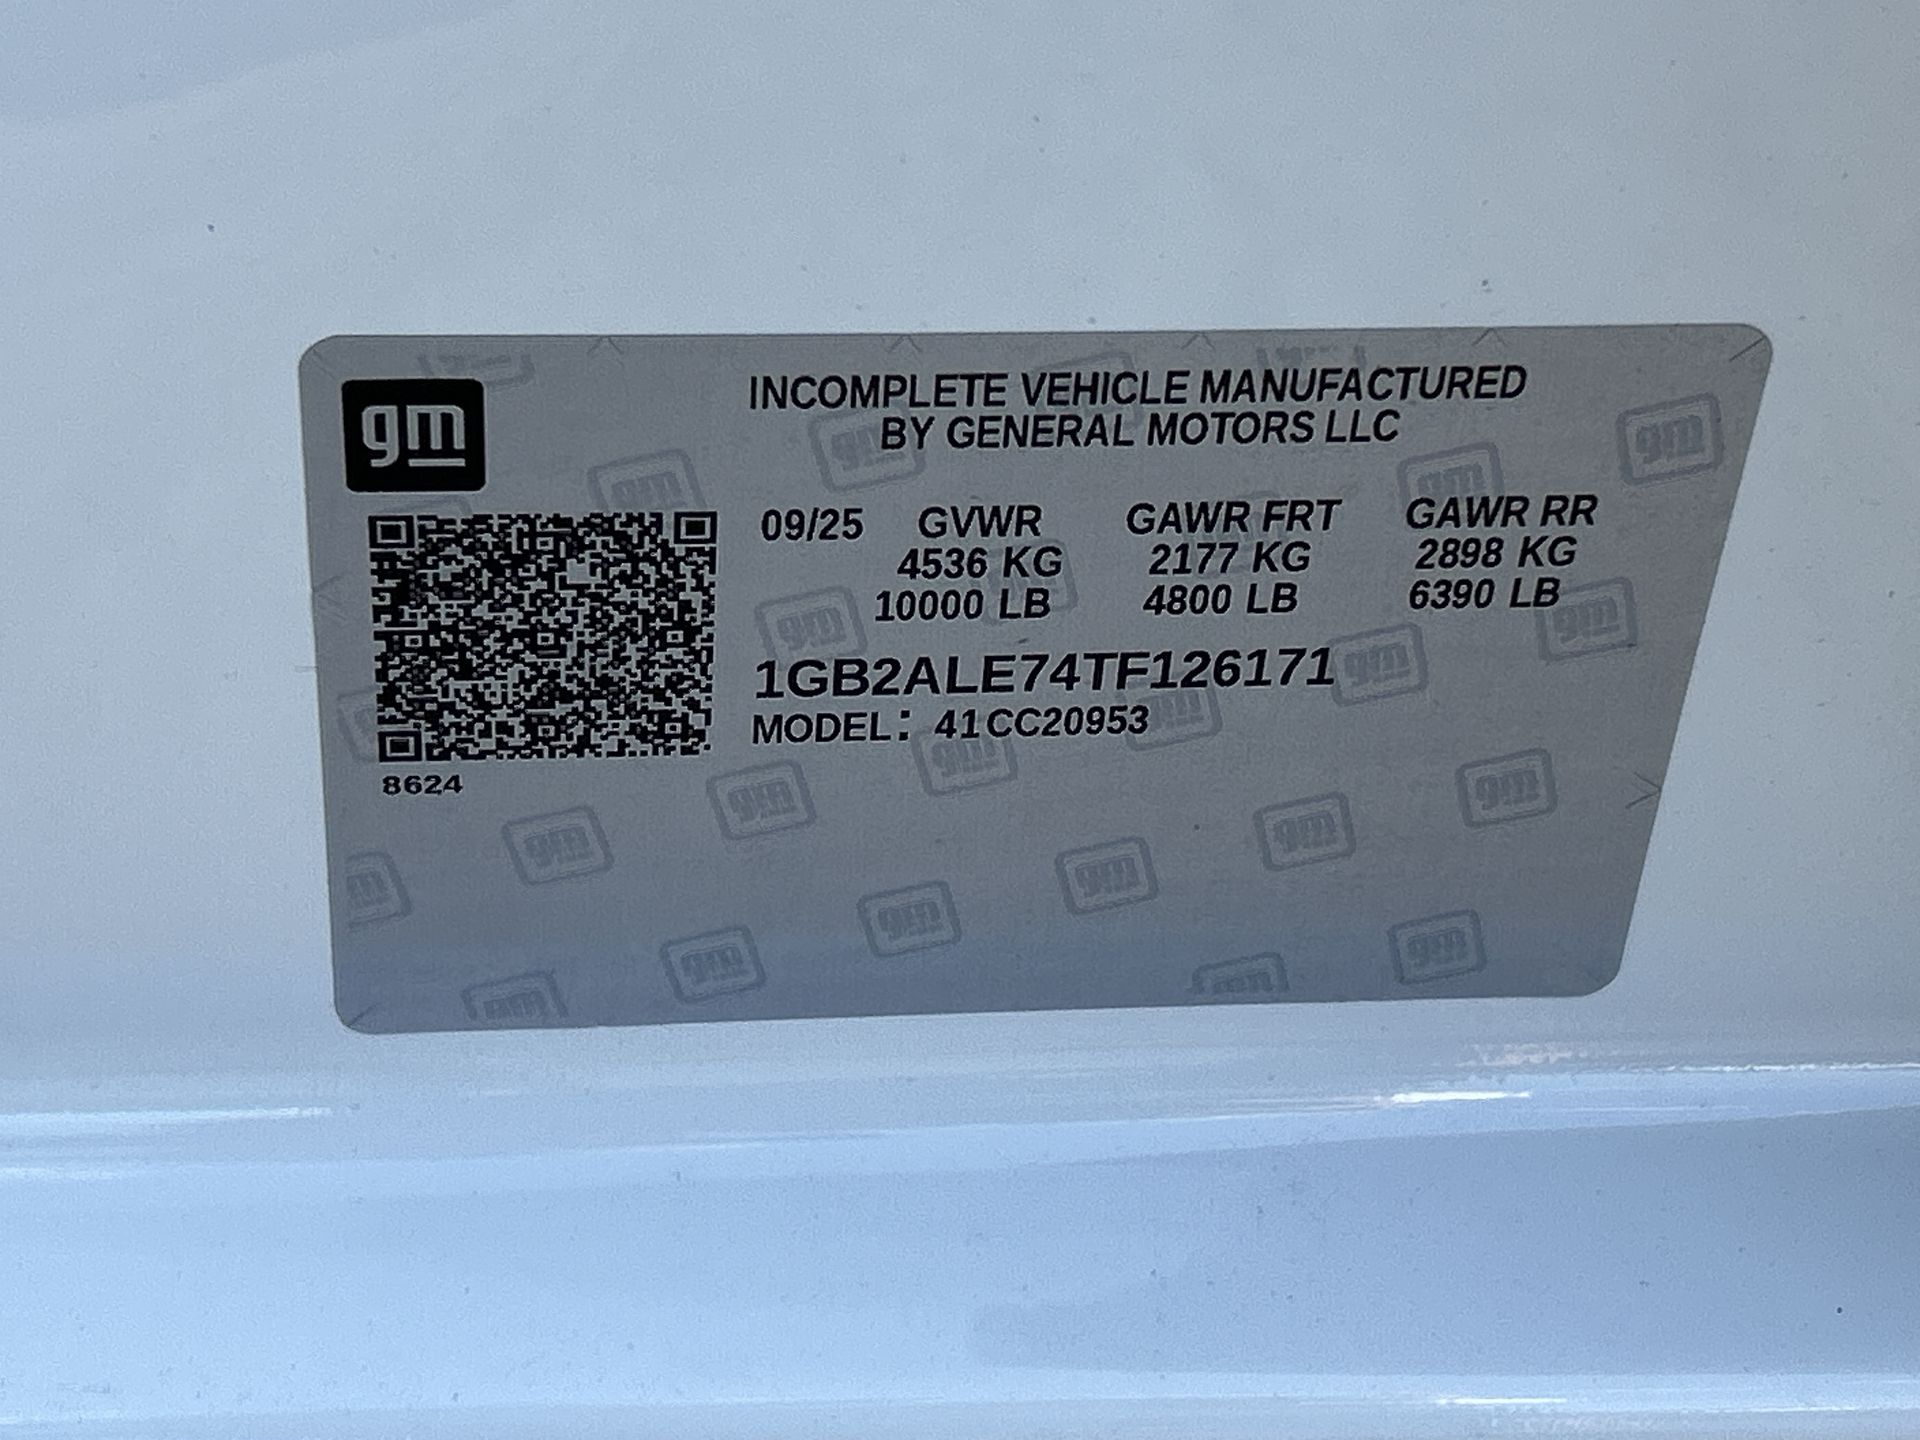 gm
INCOMPLETE VEHICLE MANUFACTURED
BY GENERAL MOTORS LLC
09/25 GVWR GAWR FRT GAWR RR
4536 KG 2177 KG 2898 KG
10000 LB 4800 LB 6390 LB
1GB2ALE74TF126171
MODEL: 41CC20953
8624